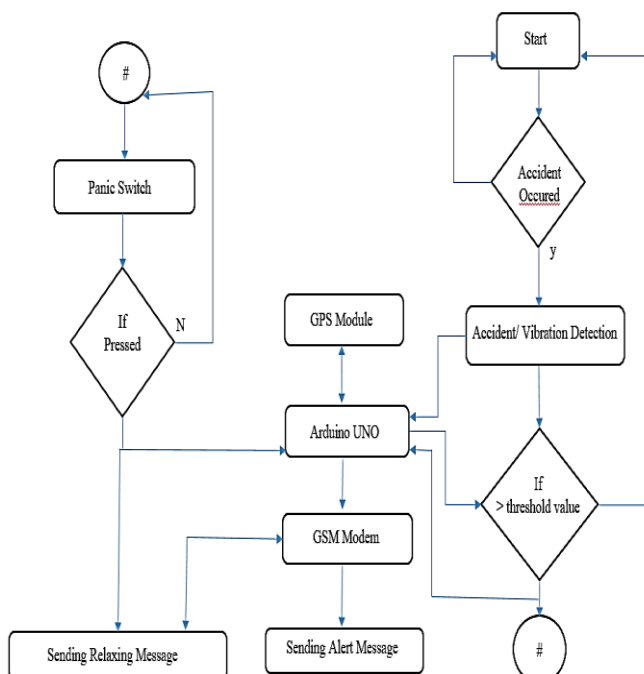 Start
#
Accident
Occured
Panic Switch
y
If
Pressed
N
GPS Module
Accident/ Vibration Detection
Arduino UNO
If
> threshold value
GSM Modem
Sending Relaxing Message
Sending Alert Message
#